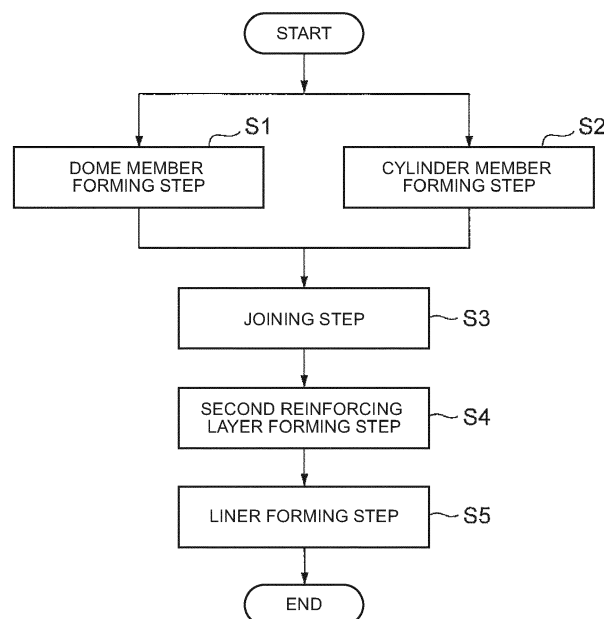 START
S1
S2
DOME MEMBER
FORMING STEP
CYLINDER MEMBER
FORMING STEP
JOINING STEP
S3
SECOND REINFORCING
LAYER FORMING STEP
S4
LINER FORMING STEP
S5
END